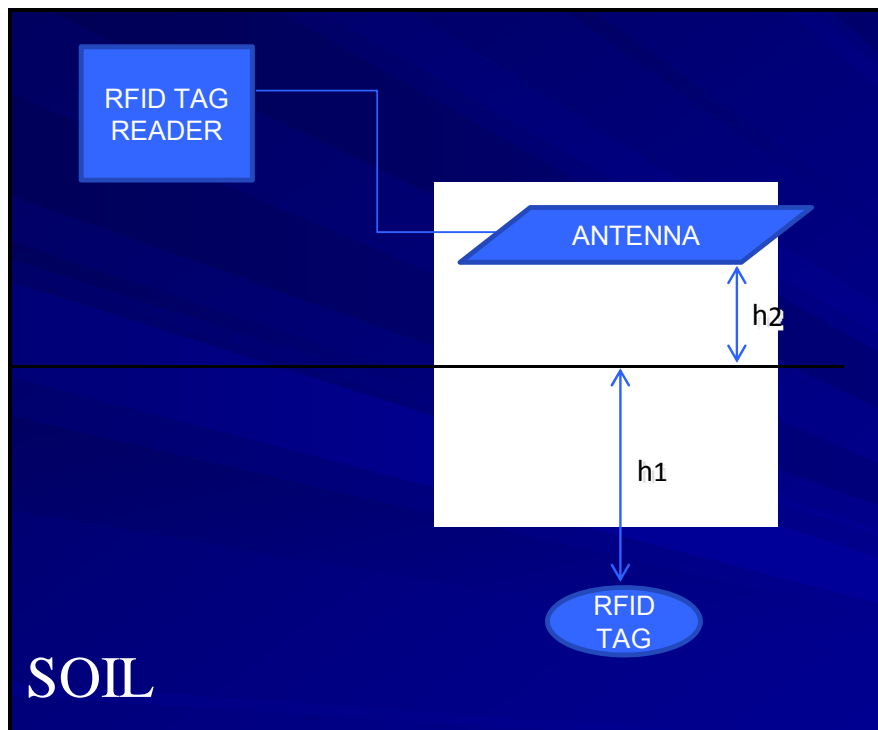 RFID TAG
READER
ANTENNA
h2
h1
RFID
TAG
SOIL